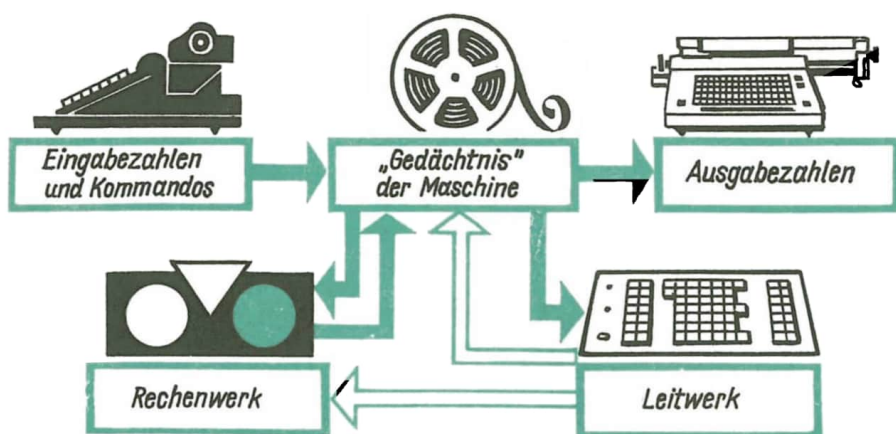 Eingabezahlen
und Kommandos
„Gedächtnis"
der Maschine
Ausgabezahlen
Rechenwerk
Leitwerk